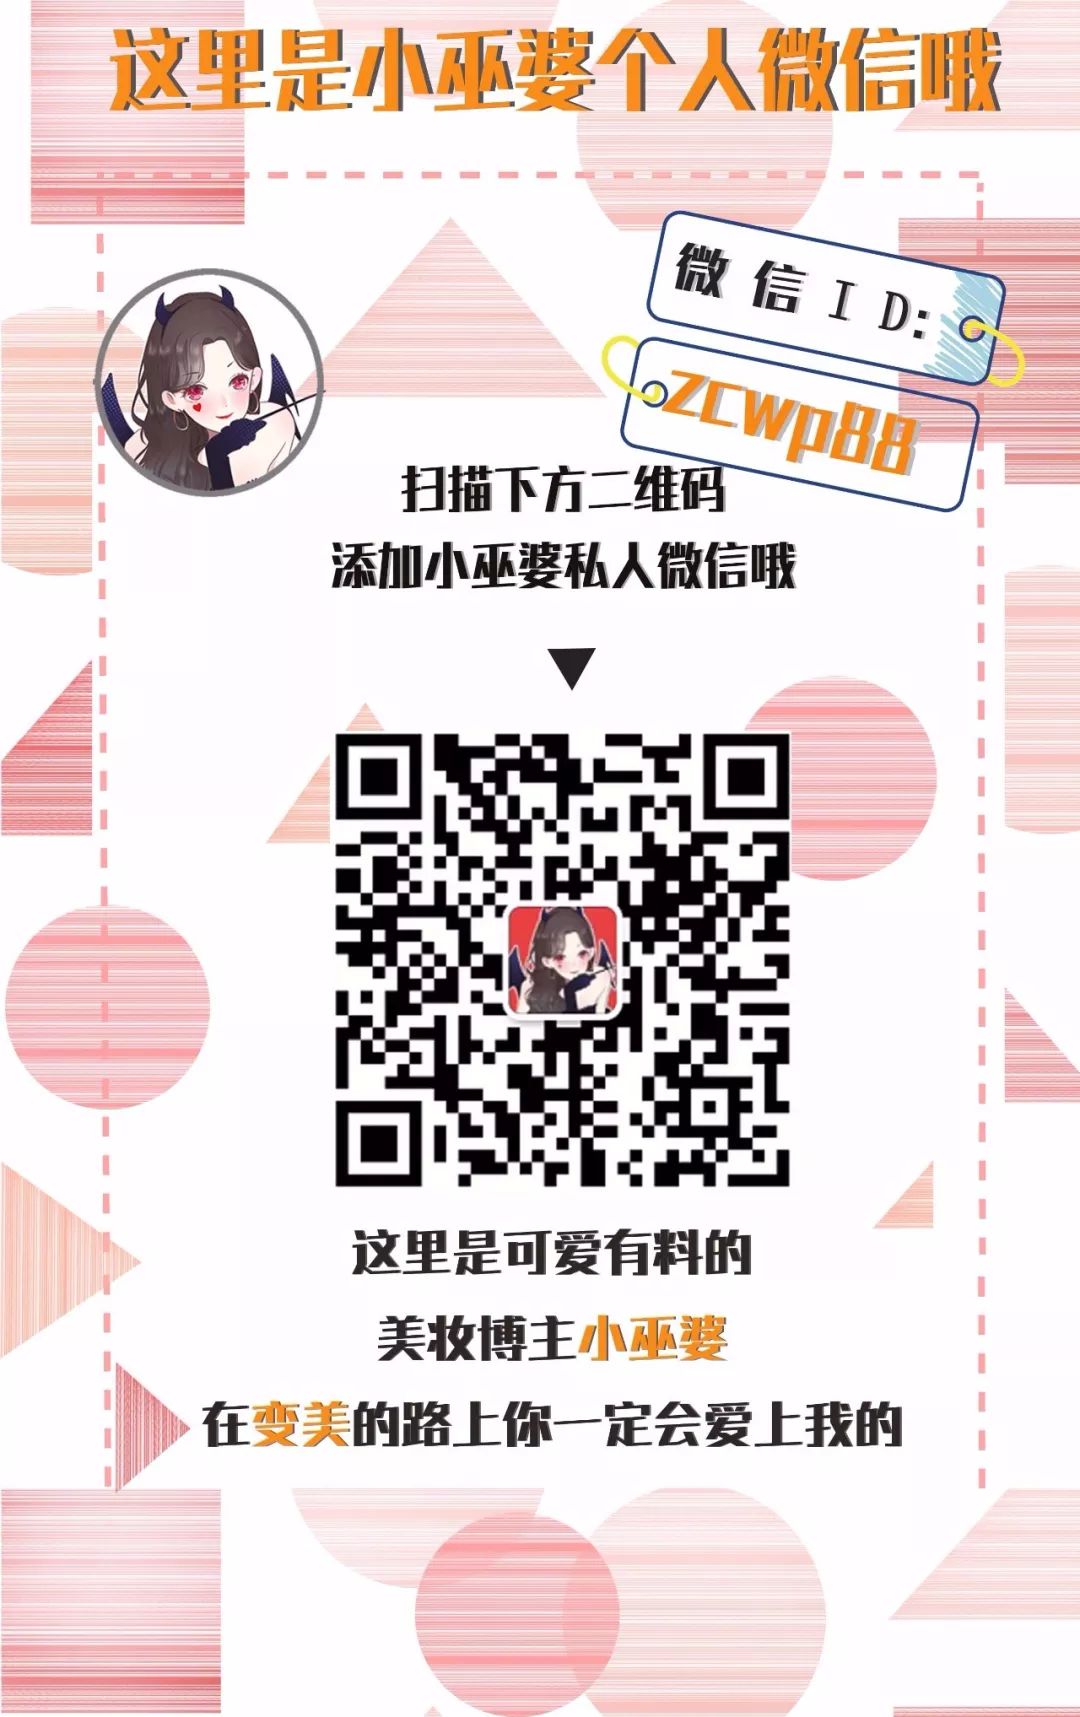 这里是小巫婆个人微信哦
微信ID:
zcwp88
扫描下方二维码
添加小巫婆私人微信哦
这里是可爱有料的
美妆博主小巫婆
在变美的路上你一定会爱上我的